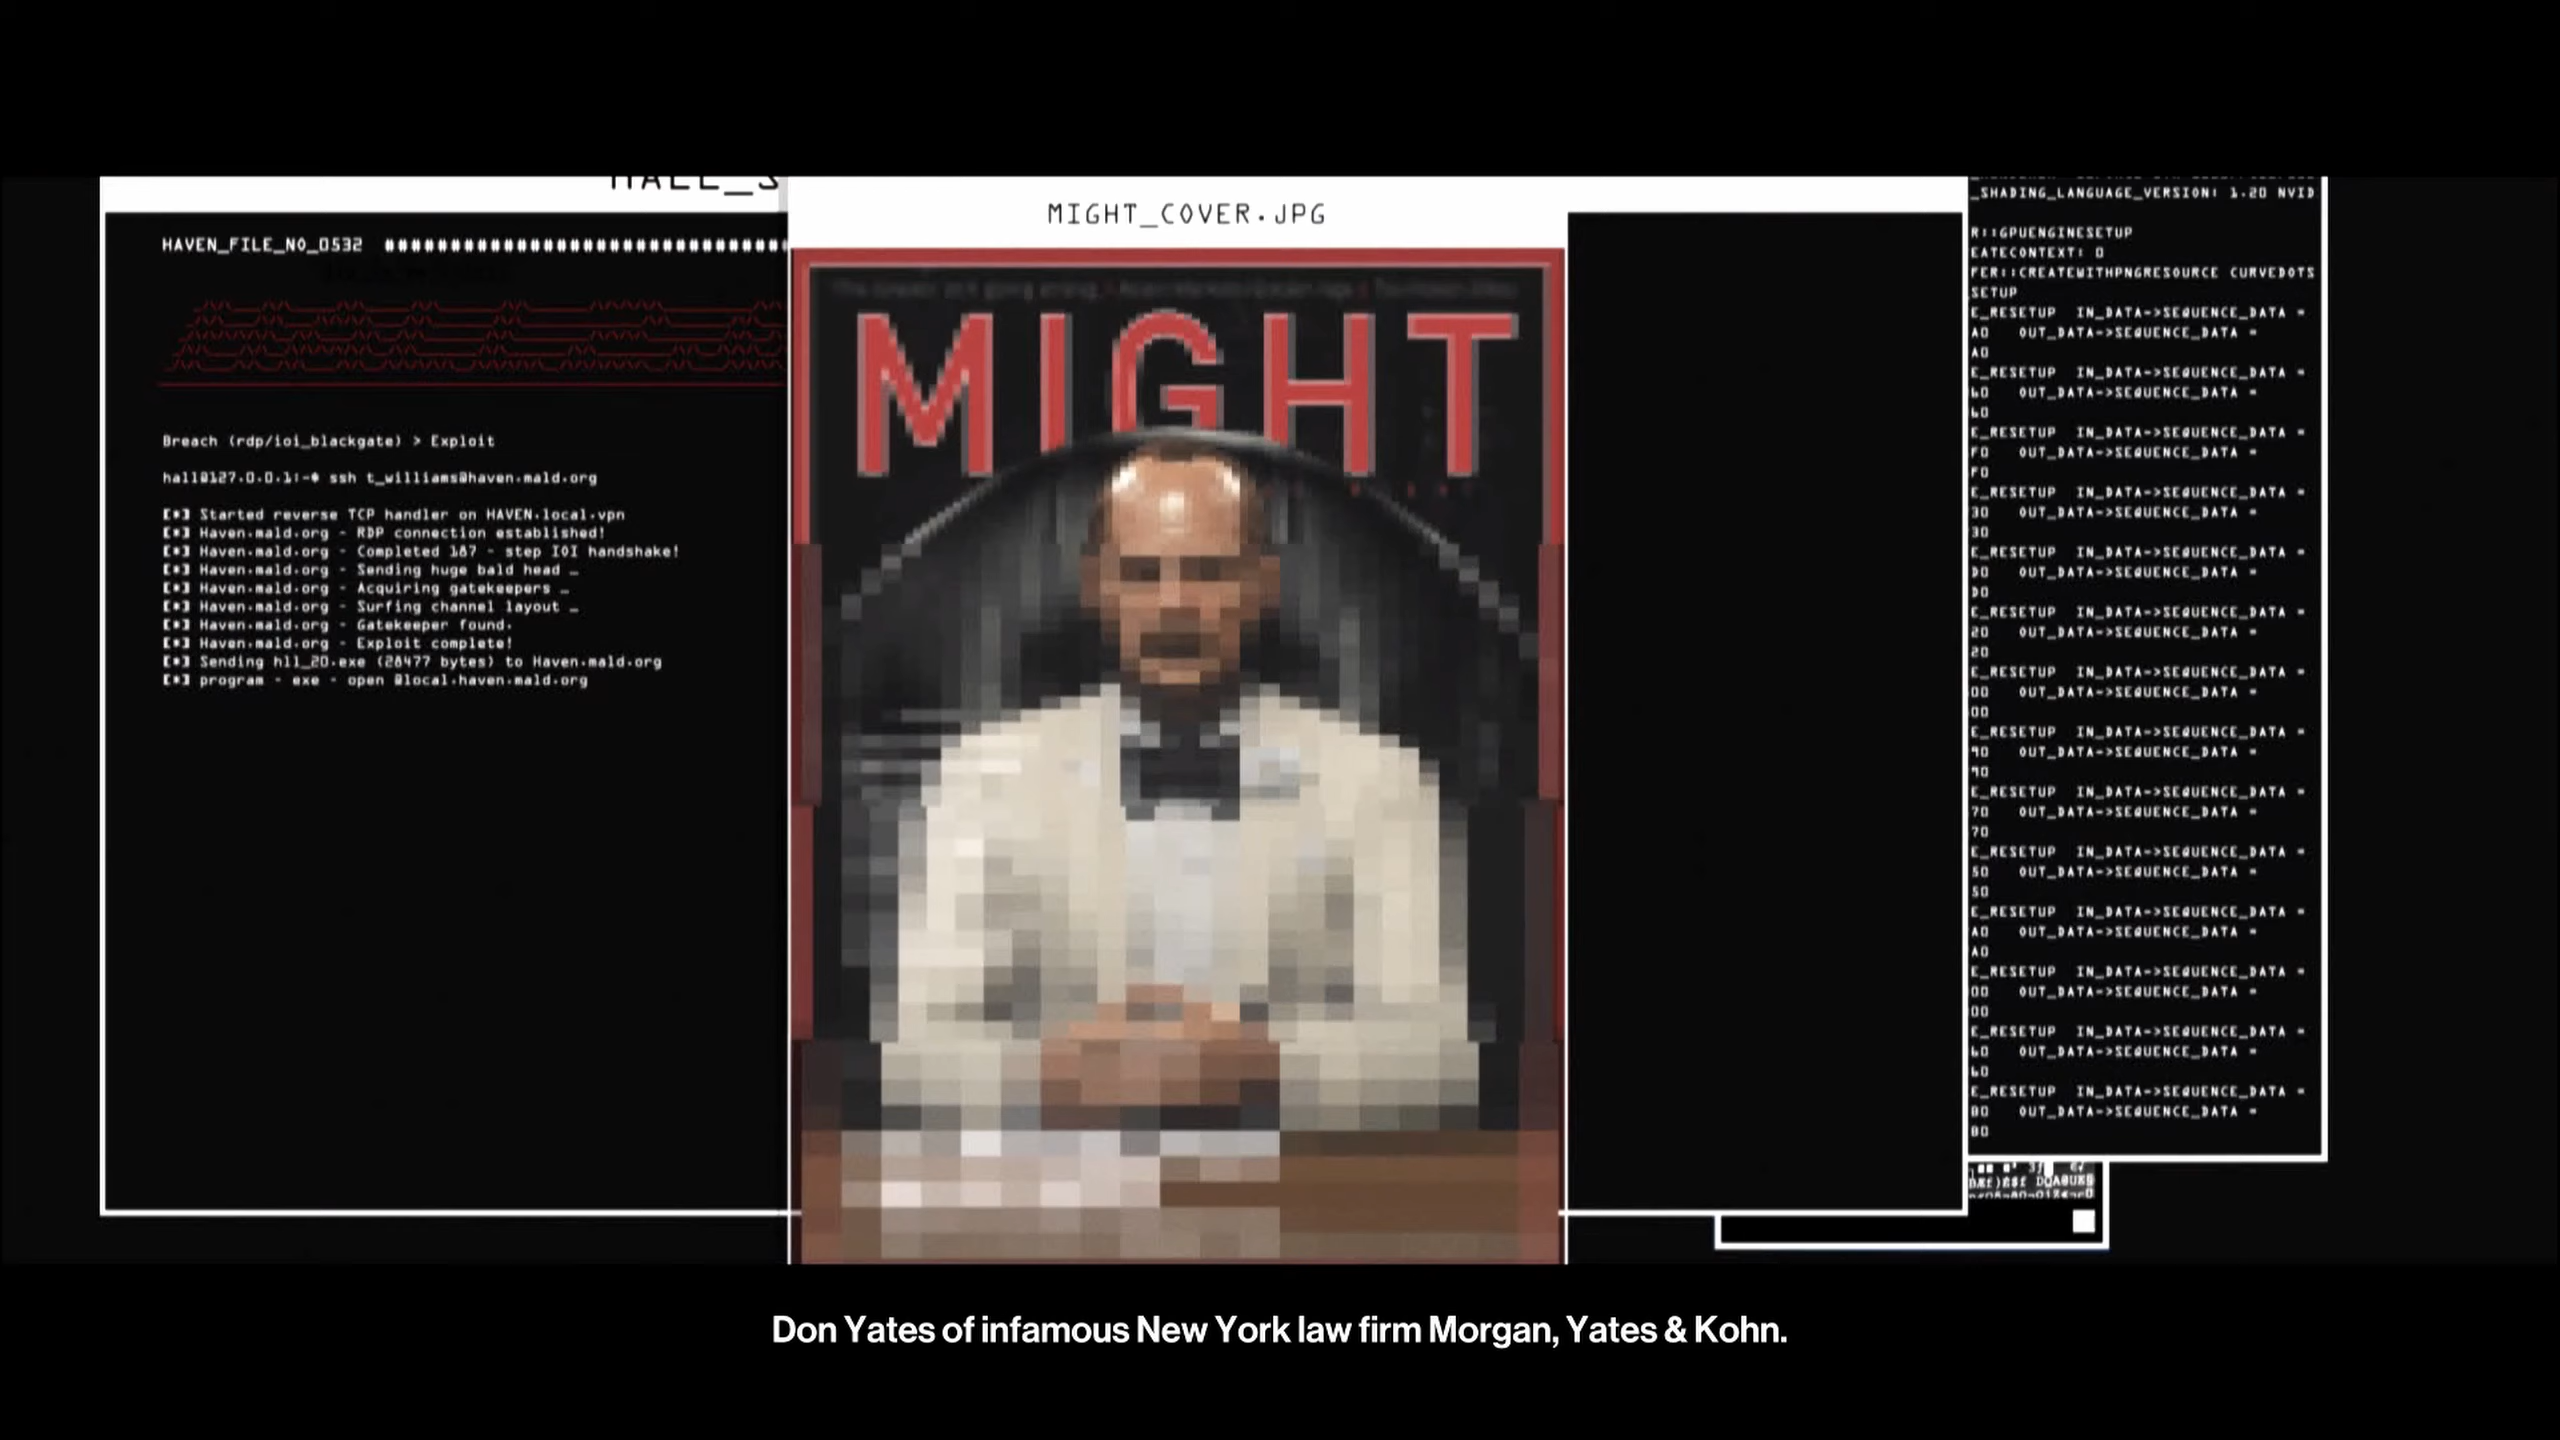 MIGHT_COVER.JPG
HAVEN_FILE_NO_0532 ###############################
MIGHT
Breach (rdp/ioi_blackgate) > Exploit
ssh t_williams@haven.mald.org
[*] Started reverse TCP handler on HAVEN.local.vpn
[*] Haven.mald.org - RDP connection established!
[*] Haven.mald.org - Completed 187 - step IOI handshake!
[*] Haven.mald.org - Sending huge bald head …
[*] Haven.mald.org - Acquiring gatekeepers …
[*] Haven.mald.org - Surfing channel layout …
[*] Haven.mald.org - Gatekeeper found.
[*] Haven.mald.org - Exploit complete!
[*] Sending hll_20.exe (28477 bytes) to Haven.mald.org
[*] program - exe - open @local.haven.mald.org
_SHADING_LANGUAGE_VERSION: 1.20 NVID
R::GPUENGINESETUP
EATECONTEXT: 0
FER::CREATEWITHPNGRESOURCE CURVEDOTS
SETUP
E_RESETUP IN_DATA->SEQUENCE_DATA =
A0 OUT_DATA->SEQUENCE_DATA =
A0
E_RESETUP IN_DATA->SEQUENCE_DATA =
60 OUT_DATA->SEQUENCE_DATA =
60
E_RESETUP IN_DATA->SEQUENCE_DATA =
F0 OUT_DATA->SEQUENCE_DATA =
F0
E_RESETUP IN_DATA->SEQUENCE_DATA =
30 OUT_DATA->SEQUENCE_DATA =
30
E_RESETUP IN_DATA->SEQUENCE_DATA =
D0 OUT_DATA->SEQUENCE_DATA =
D0
E_RESETUP IN_DATA->SEQUENCE_DATA =
20 OUT_DATA->SEQUENCE_DATA =
20
E_RESETUP IN_DATA->SEQUENCE_DATA =
00 OUT_DATA->SEQUENCE_DATA =
00
E_RESETUP IN_DATA->SEQUENCE_DATA =
90 OUT_DATA->SEQUENCE_DATA =
90
E_RESETUP IN_DATA->SEQUENCE_DATA =
70 OUT_DATA->SEQUENCE_DATA =
70
E_RESETUP IN_DATA->SEQUENCE_DATA =
50 OUT_DATA->SEQUENCE_DATA =
50
E_RESETUP IN_DATA->SEQUENCE_DATA =
A0 OUT_DATA->SEQUENCE_DATA =
A0
E_RESETUP IN_DATA->SEQUENCE_DATA =
00 OUT_DATA->SEQUENCE_DATA =
00
E_RESETUP IN_DATA->SEQUENCE_DATA =
60 OUT_DATA->SEQUENCE_DATA =
60
E_RESETUP IN_DATA->SEQUENCE_DATA =
OUT_DATA->SEQUENCE_DATA =
Don Yates of infamous New York law firm Morgan, Yates & Kohn.